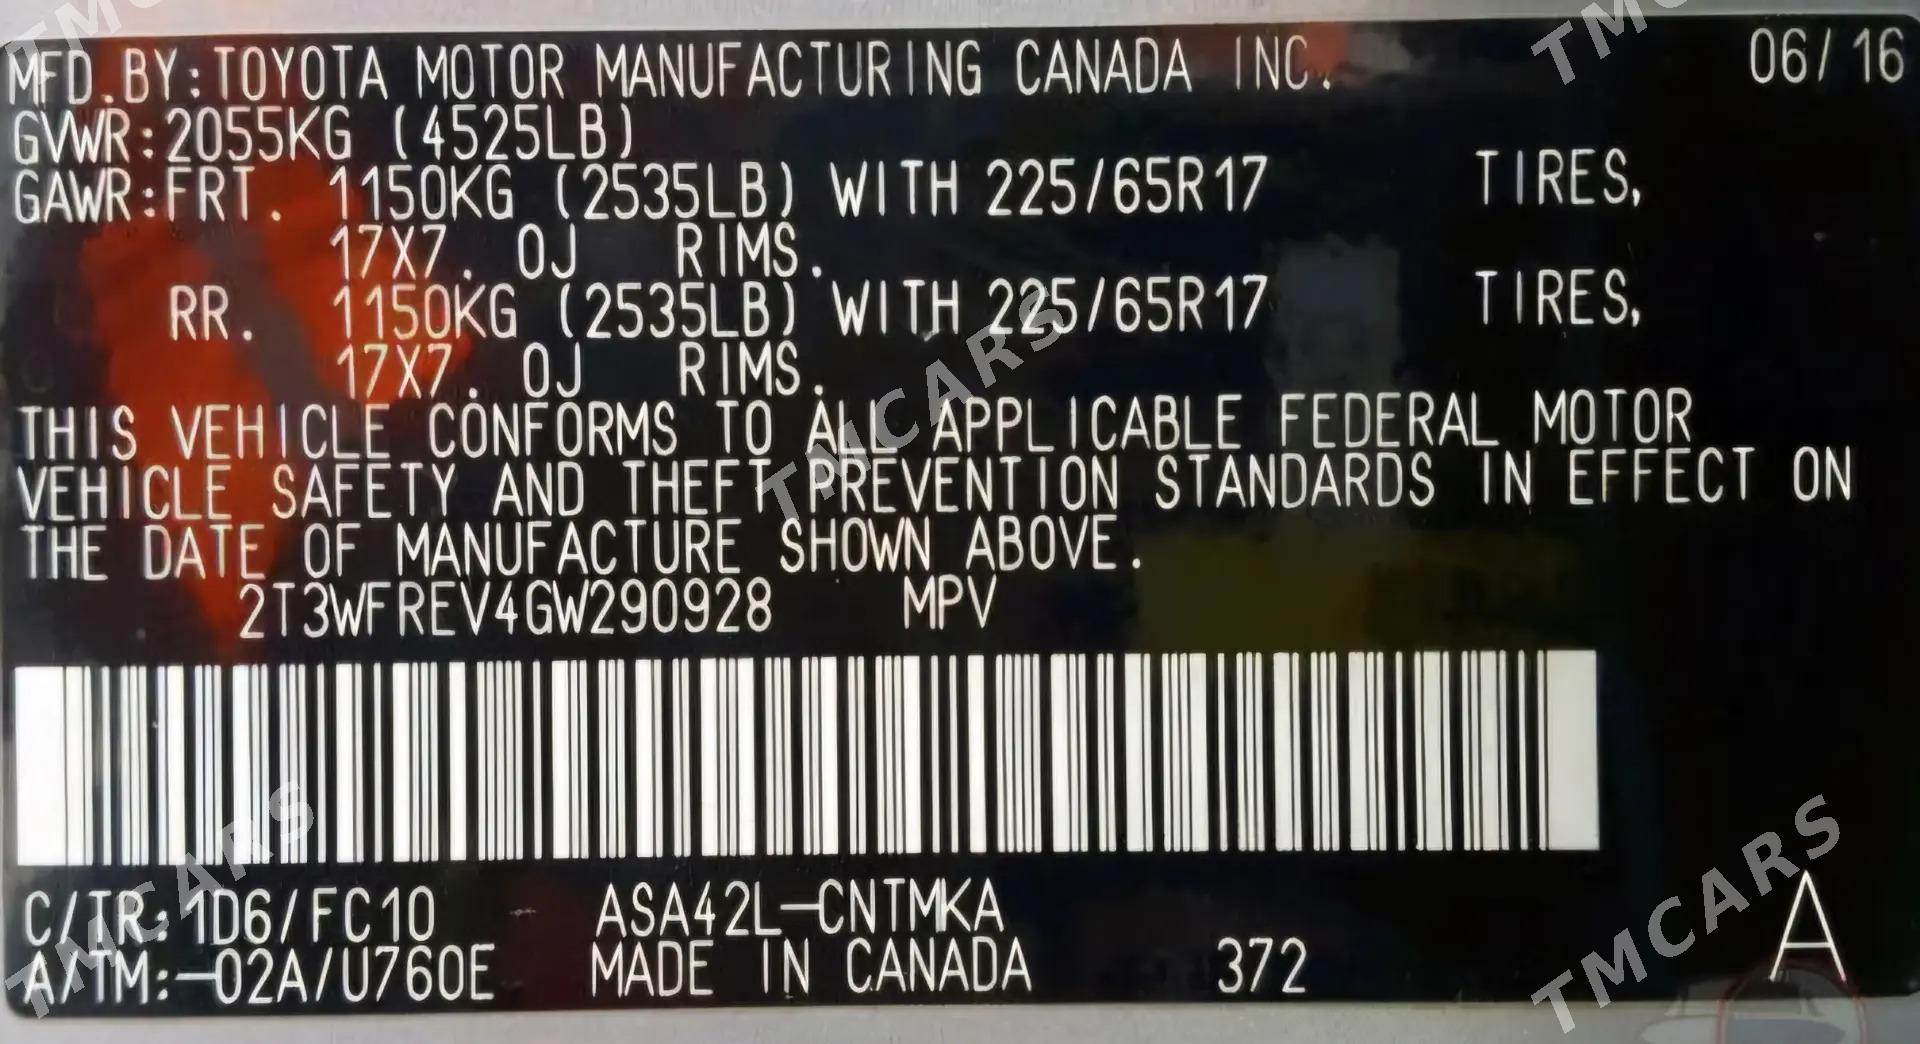 MFD.BY:TOYOTA MOTOR MANUFACTURING CANADA INC. 06/16
GVWR:2055KG (4525LB)
GAWR:FRT. 1150KG (2535LB) WITH 225/65R17 TIRES,
17X7. 0J RIMS.
RR. 1150KG (2535LB) WITH 225/65R17 TIRES,
17X7. 0J RIMS.
THIS VEHICLE CONFORMS TO ALL APPLICABLE FEDERAL MOTOR
VEHICLE SAFETY AND THEFT PREVENTION STANDARDS IN EFFECT ON
THE DATE OF MANUFACTURE SHOWN ABOVE.
2T3WFREV4GW290928 MPV
C/TR:1D6/FC10 ASA42L-CNTMKA
A/TM:-02A/U760E MADE IN CANADA 372 A
TMCARS
TMCARS
TMCARS
TMCARS
TMCARS